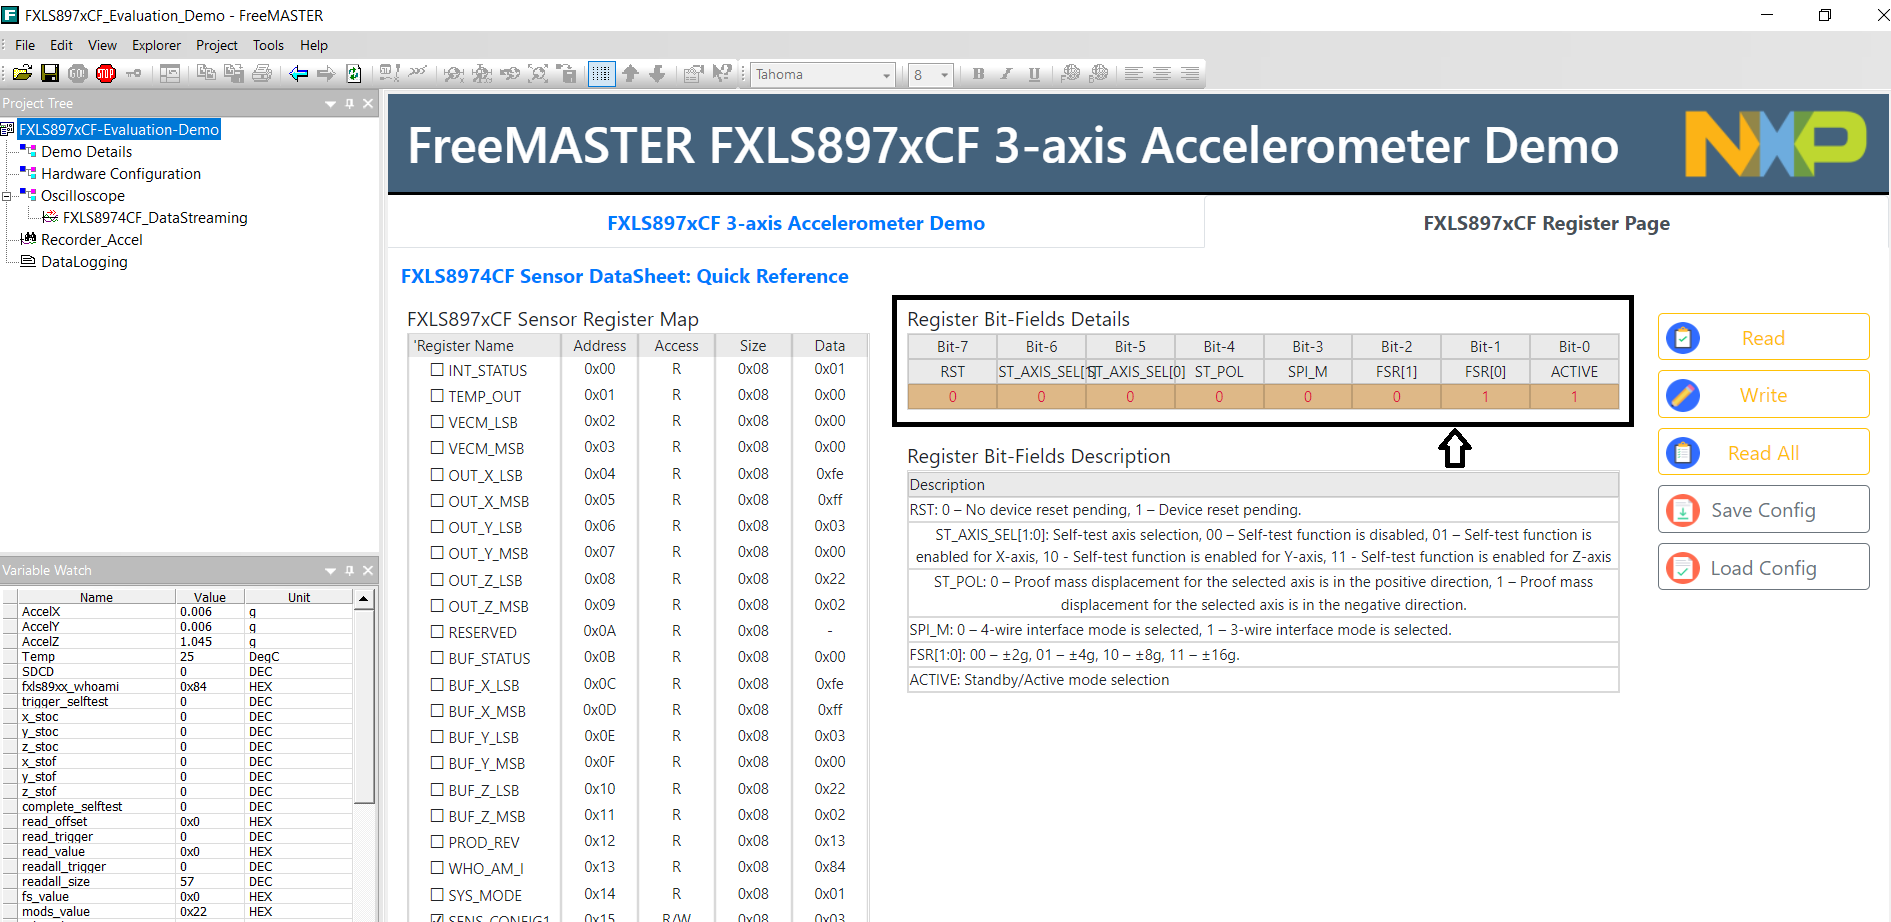 FXLS897xCF_Evaluation_Demo - FreeMASTER
File Edit View Explorer Project Tools Help
GO! STOP Tahoma 8 B I U
Project Tree
FXLS897xCF-Evaluation-Demo
Demo Details
Hardware Configuration
Oscilloscope
FXLS8974CF_DataStreaming
Recorder_Accel
DataLogging
Variable Watch
Name Value Unit
AccelX 0.006 g
AccelY 0.006 g
AccelZ 1.045 g
Temp 25 DegC
SDCD 0 DEC
fxls89xx_whoami 0x84 HEX
trigger_selftest 0 DEC
x_stoc 0 DEC
y_stoc 0 DEC
z_stoc 0 DEC
x_stof 0 DEC
y_stof 0 DEC
z_stof 0 DEC
complete_selftest 0 DEC
read_offset 0x0 HEX
read_trigger 0 DEC
read_value 0x0 HEX
readall_trigger 0 DEC
readall_size 57 DEC
fs_value 0x0 HEX
mods_value 0x22 HEX
FreeMASTER FXLS897xCF 3-axis Accelerometer Demo
NXP
FXLS897xCF 3-axis Accelerometer Demo
FXLS897xCF Register Page
FXLS8974CF Sensor DataSheet: Quick Reference
FXLS897xCF Sensor Register Map
'Register Name Address Access Size Data
INT_STATUS 0x00 R 0x08 0x01
TEMP_OUT 0x01 R 0x08 0x00
VECM_LSB 0x02 R 0x08 0x00
VECM_MSB 0x03 R 0x08 0x00
OUT_X_LSB 0x04 R 0x08 0xfe
OUT_X_MSB 0x05 R 0x08 0xff
OUT_Y_LSB 0x06 R 0x08 0x03
OUT_Y_MSB 0x07 R 0x08 0x00
OUT_Z_LSB 0x08 R 0x08 0x22
OUT_Z_MSB 0x09 R 0x08 0x02
RESERVED 0x0A R 0x08 -
BUF_STATUS 0x0B R 0x08 0x00
BUF_X_LSB 0x0C R 0x08 0xfe
BUF_X_MSB 0x0D R 0x08 0xff
BUF_Y_LSB 0x0E R 0x08 0x03
BUF_Y_MSB 0x0F R 0x08 0x00
BUF_Z_LSB 0x10 R 0x08 0x22
BUF_Z_MSB 0x11 R 0x08 0x02
PROD_REV 0x12 R 0x08 0x13
WHO_AM_I 0x13 R 0x08 0x84
SYS_MODE 0x14 R 0x08 0x01
SENS_CONFIG1 0x15 R/W 0x08 0x03
Register Bit-Fields Details
Bit-7 Bit-6 Bit-5 Bit-4 Bit-3 Bit-2 Bit-1 Bit-0
RST ST_AXIS_SEL[1] ST_AXIS_SEL[0] ST_POL SPI_M FSR[1] FSR[0] ACTIVE
0 0 0 0 0 0 1 1
Register Bit-Fields Description
Description
RST: 0 – No device reset pending, 1 – Device reset pending.
ST_AXIS_SEL[1:0]: Self-test axis selection, 00 – Self-test function is disabled, 01 – Self-test function is
enabled for X-axis, 10 - Self-test function is enabled for Y-axis, 11 - Self-test function is enabled for Z-axis
ST_POL: 0 – Proof mass displacement for the selected axis is in the positive direction, 1 – Proof mass
displacement for the selected axis is in the negative direction.
SPI_M: 0 – 4-wire interface mode is selected, 1 – 3-wire interface mode is selected.
FSR[1:0]: 00 – ±2g, 01 – ±4g, 10 – ±8g, 11 – ±16g.
ACTIVE: Standby/Active mode selection
Read
Write
Read All
Save Config
Load Config